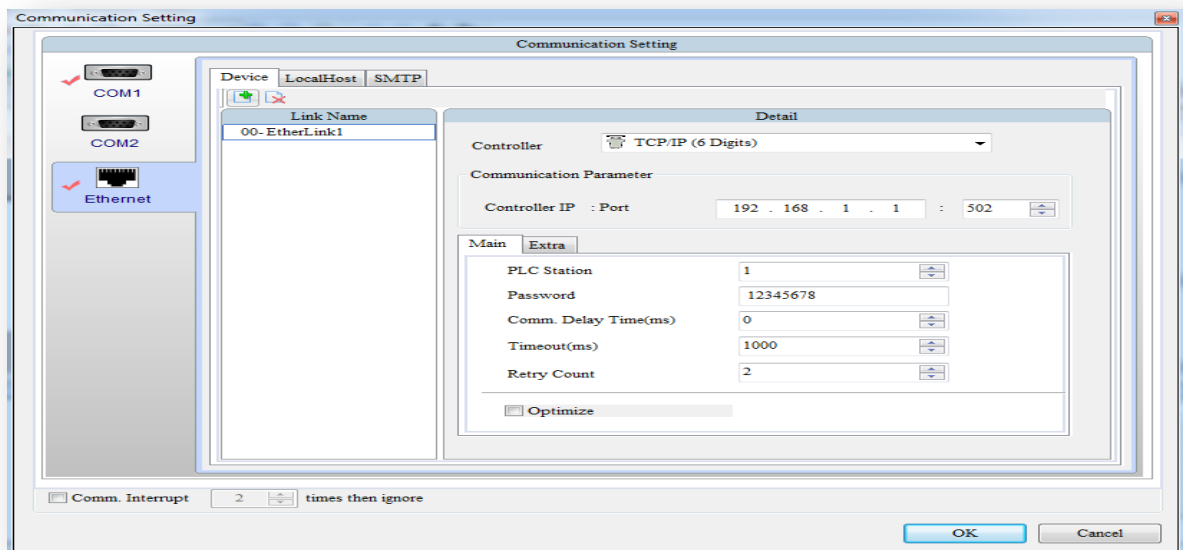 Communication Setting
Communication Setting
COM1
COM2
Ethernet
Device LocalHost SMTP
Link Name
00- EtherLink1
Detail
Controller TCP/IP (6 Digits)
Communication Parameter
Controller IP : Port 192 . 168 . 1 . 1 : 502
Main Extra
PLC Station 1
Password 12345678
Comm. Delay Time(ms) 0
Timeout(ms) 1000
Retry Count 2
Optimize
Comm. Interrupt 2 times then ignore
OK Cancel